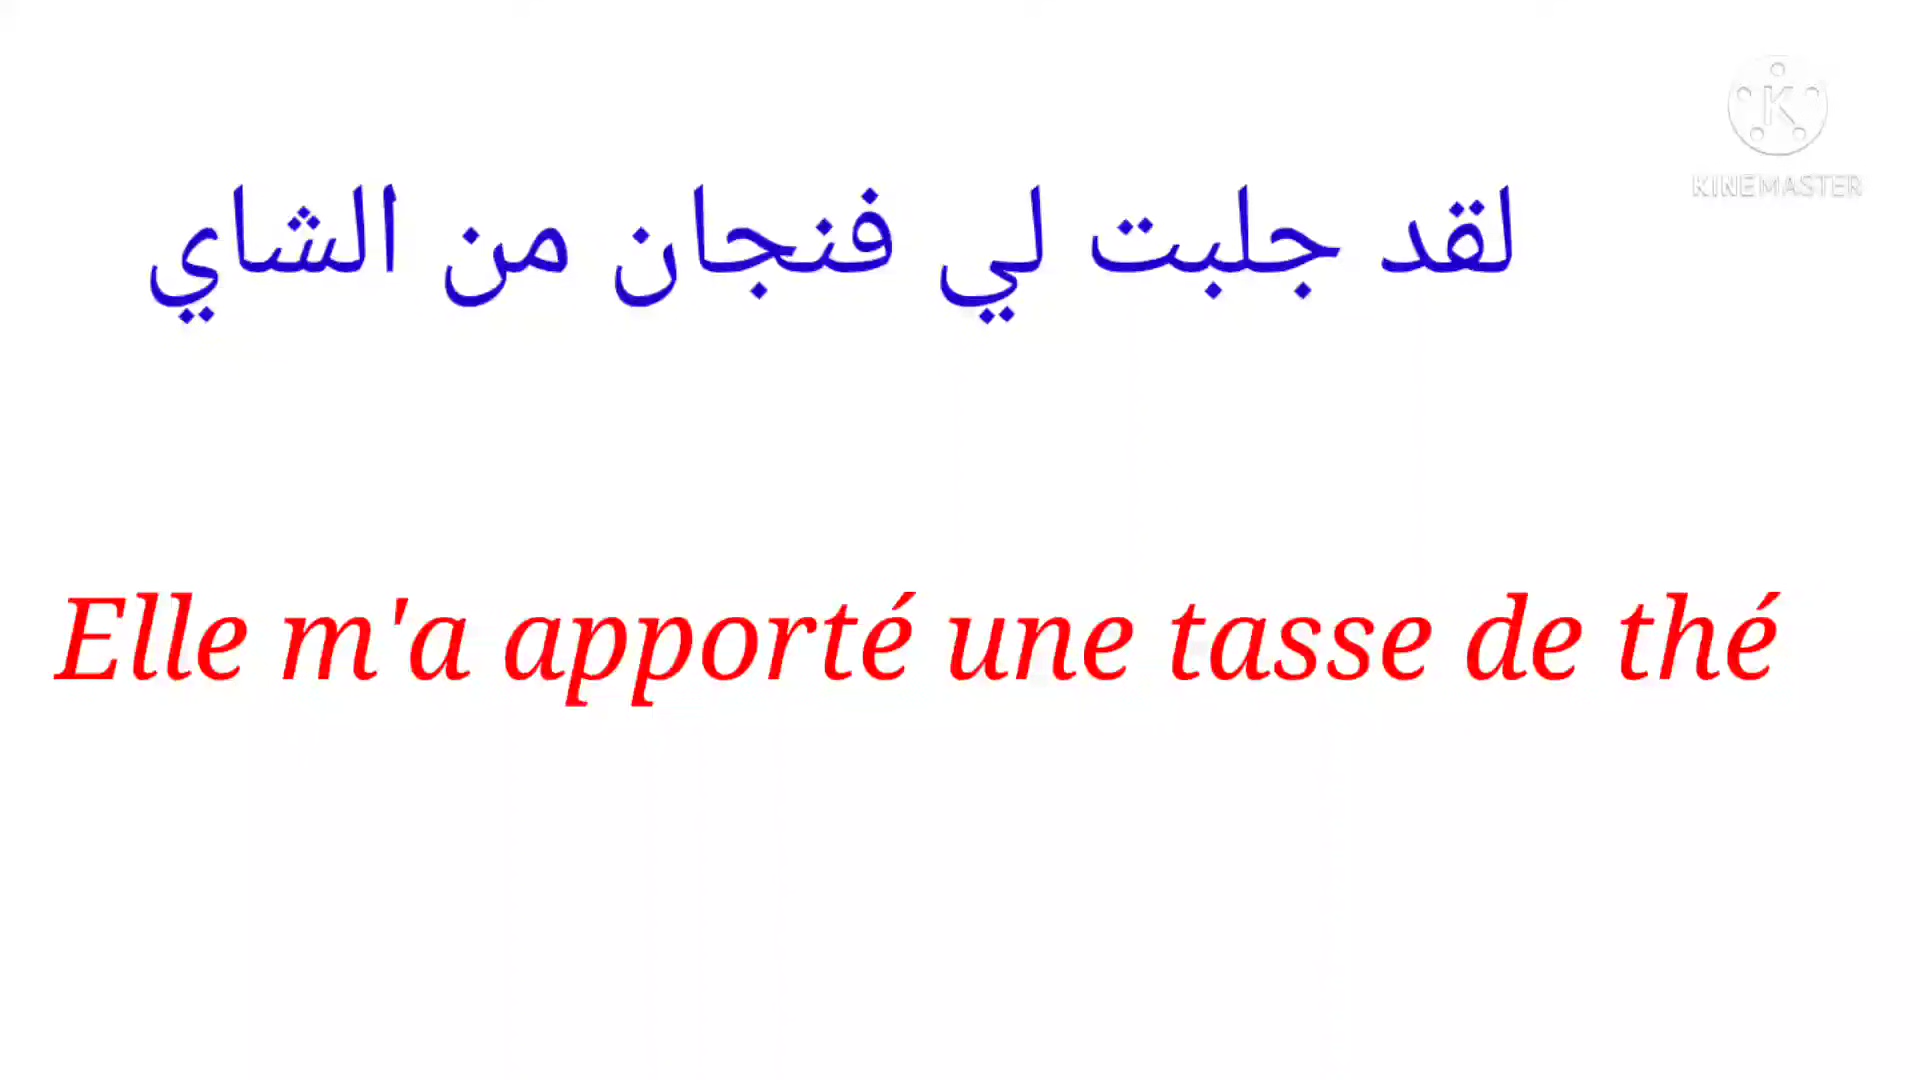 K
KINEMASTER
لقد جلبت لي فنجان من الشاي
Elle m'a apporté une tasse de thé